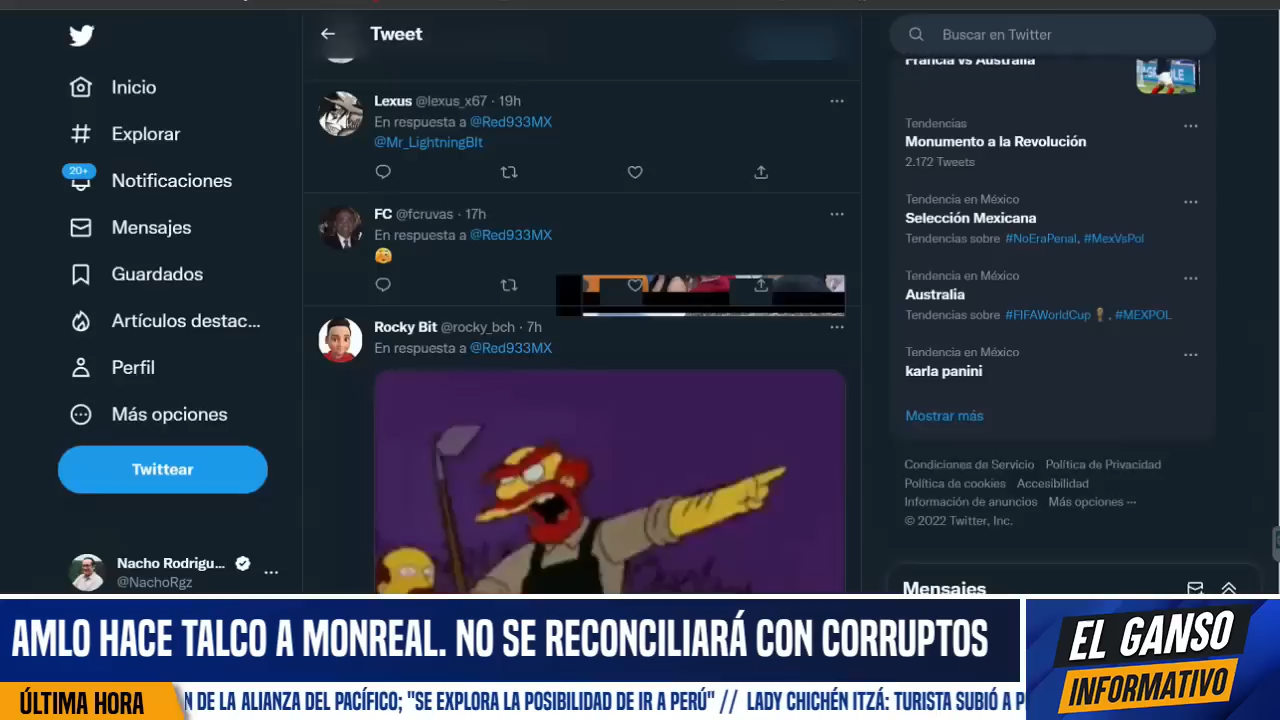 Inicio
Explorar
20+
Notificaciones
Mensajes
Guardados
Artículos destac...
Perfil
Más opciones
Twittear
Nacho Rodrigu...
@NachoRgz
Tweet
Lexus @lexus_x67 · 19h
En respuesta a @Red933MX
@Mr_LightningBlt
FC @fcruvas · 17h
En respuesta a @Red933MX
Rocky Bit @rocky_bch · 7h
En respuesta a @Red933MX
Buscar en Twitter
Francia vs Australia
Tendencias
Monumento a la Revolución
2.172 Tweets
Tendencia en México
Selección Mexicana
Tendencias sobre #NoEraPenal, #MexVsPol
Tendencia en México
Australia
Tendencias sobre #FIFAWorldCup, #MEXPOL
Tendencia en México
karla panini
Mostrar más
Condiciones de Servicio Política de Privacidad
Política de cookies Accesibilidad
Información de anuncios Más opciones ···
© 2022 Twitter, Inc.
Mensajes
AMLO HACE TALCO A MONREAL. NO SE RECONCILIARÁ CON CORRUPTOS
EL GANSO
INFORMATIVO
ÚLTIMA HORA
N DE LA ALIANZA DEL PACÍFICO; "SE EXPLORA LA POSIBILIDAD DE IR A PERÚ" // LADY CHICHÉN ITZÁ: TURISTA SUBIÓ A P